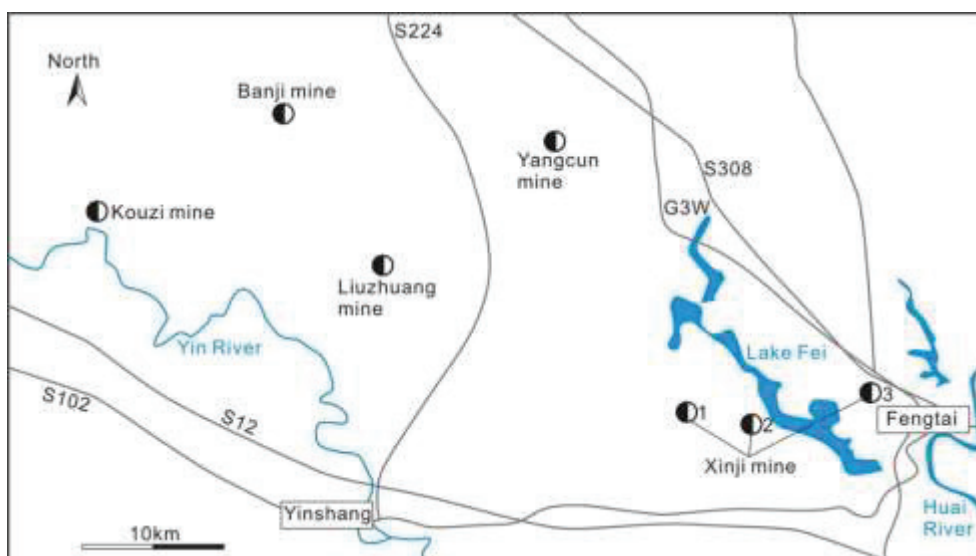 S224
North
Banji mine
Yangcun
mine
S308
G3W
Kouzi mine
Liuzhuang
mine
Yin River
Lake Fei
S102
S12
1
2
3
Fengtai
Xinji mine
Yinshang
Huai
River
10km